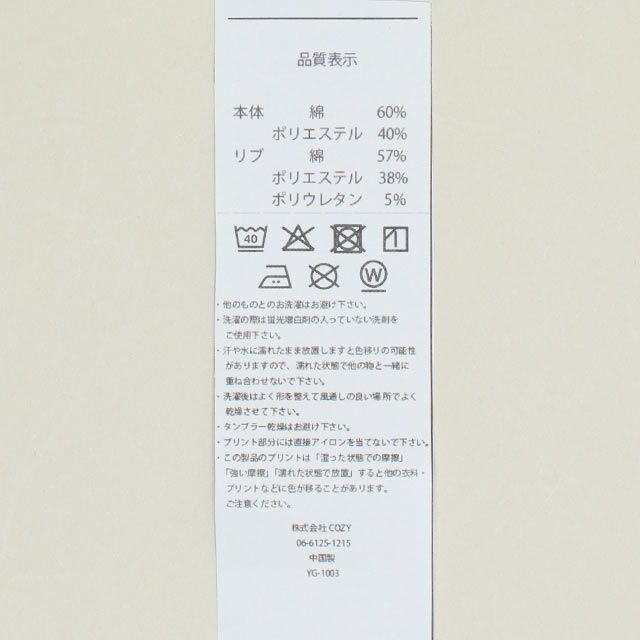 品質表示
本体 綿 60%
ポリエステル 40%
リブ 綿 57%
ポリエステル 38%
ポリウレタン 5%
40
W
・他のものとのお洗濯はお避け下さい。
・洗濯の際は蛍光増白剤の入っていない洗剤を
ご使用下さい。
・汗や水に濡れたまま放置しますと色移りの可能性
がありますので、濡れた状態で他の物と一緒に
重ね合わせないで下さい。
・洗濯後はよく形を整えて風通しの良い場所でよく
乾燥させて下さい。
・タンブラー乾燥はお避け下さい。
・プリント部分には直接アイロンを当てないで下さい。
・この製品のプリントは「湿った状態での摩擦」
「強い摩擦」「濡れた状態で放置」すると他の衣料・
プリントなどに色が移ることがあります。
ご注意ください。
株式会社 COZY
06-6125-1215
中国製
YG-1003